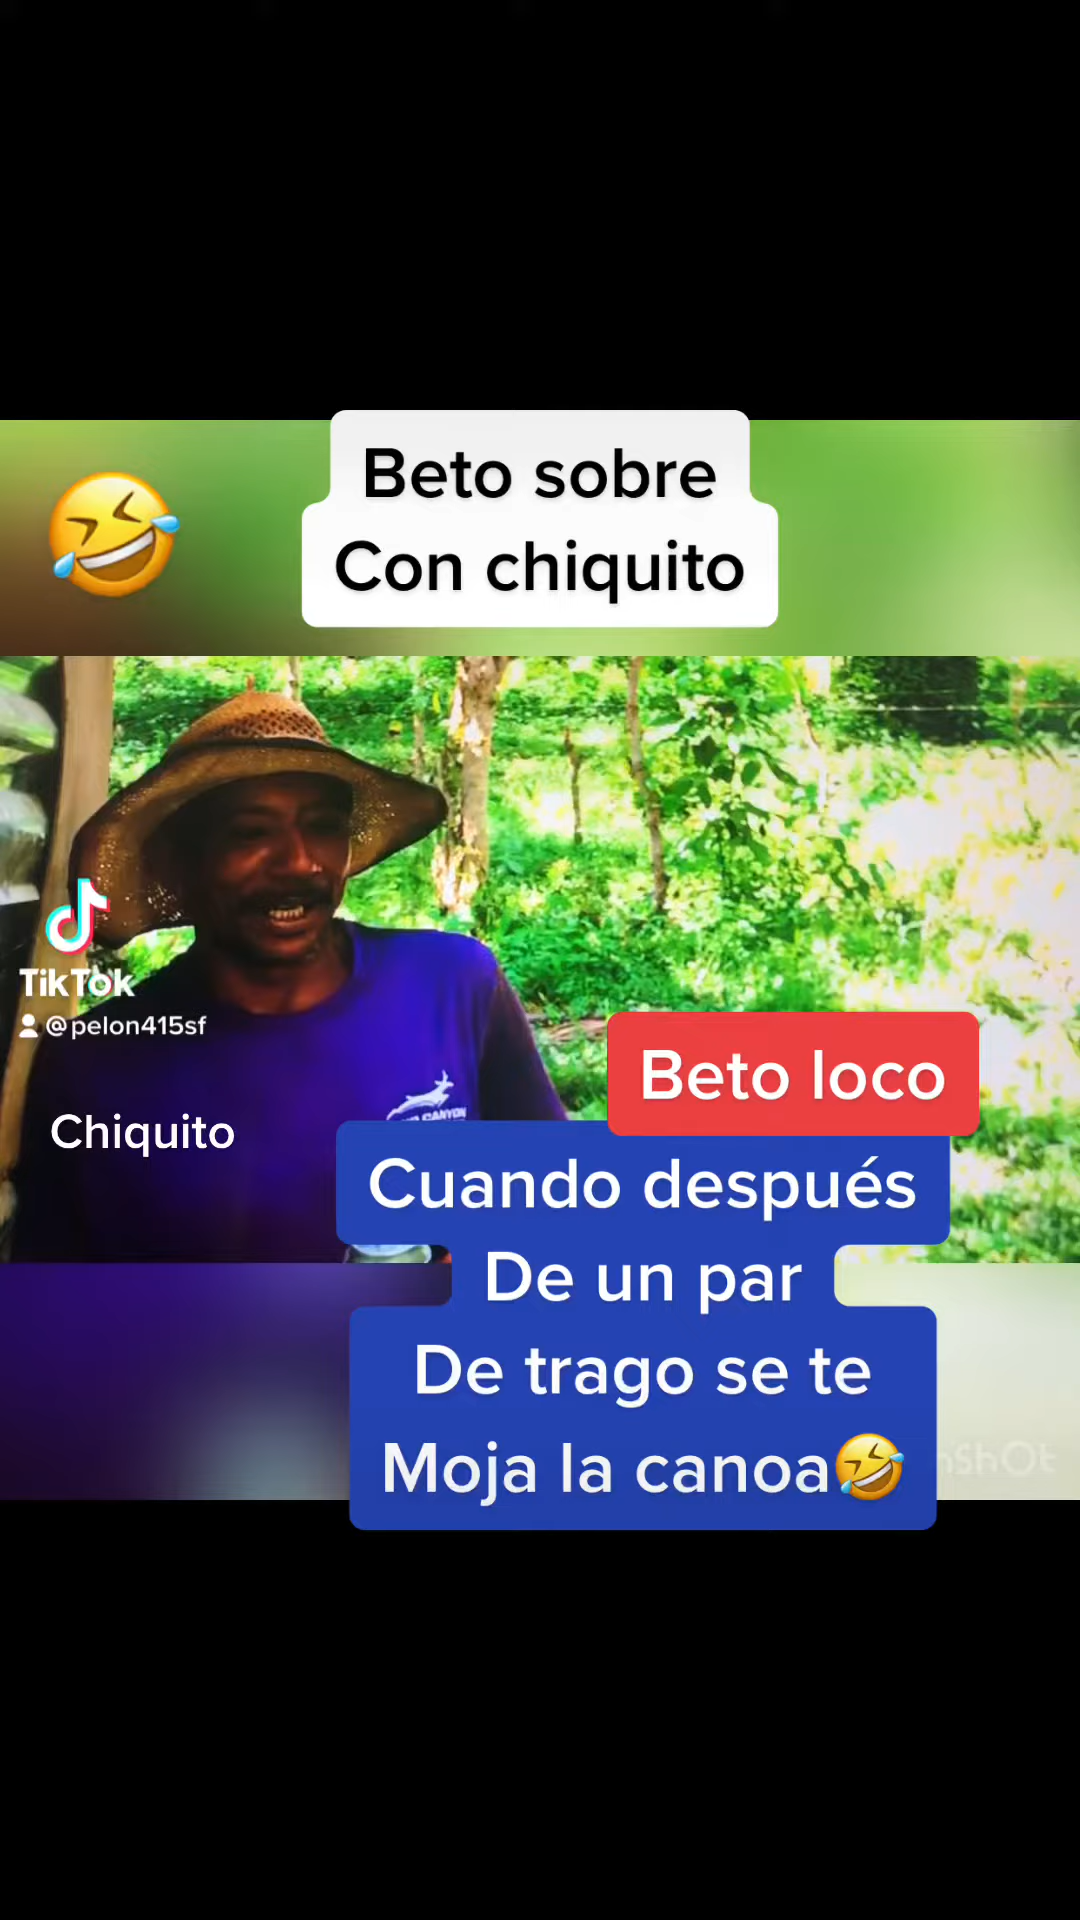 Beto sobre
Con chiquito
TikTok
@pelon415sf
Chiquito
CANYON
Beto loco
Cuando después
De un par
De trago se te
Moja la canoa🤣